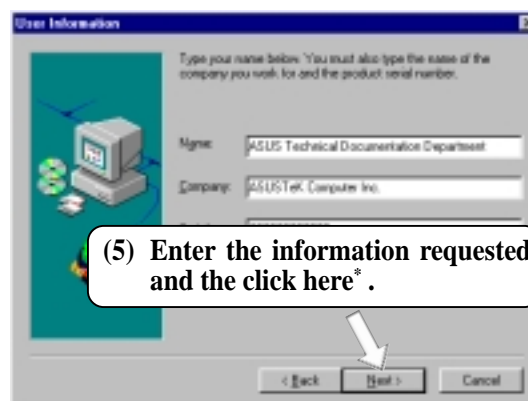 User Information
Type your name below. You must also type the name of the
company you work for and the product serial number.
Name: ASUS Technical Documentation Department
Company: ASUSTeK Computer Inc.
(5) Enter the information requested
and the click here* .
< Back Next > Cancel